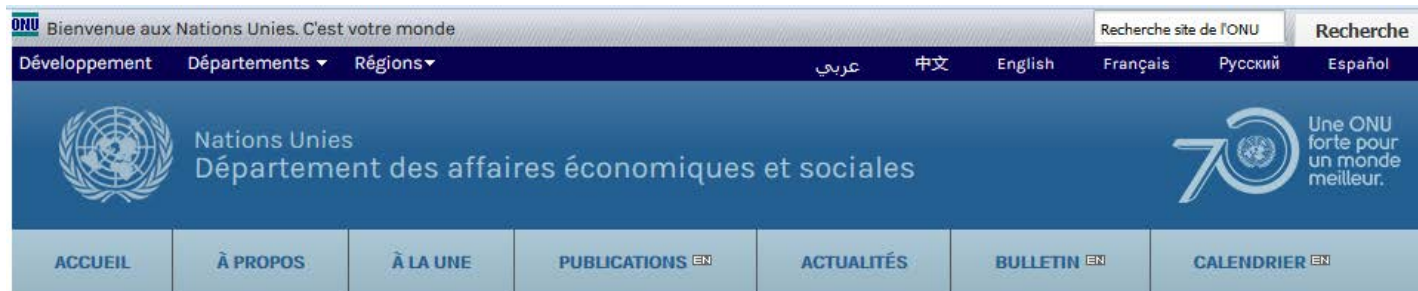 ONU Bienvenue aux Nations Unies. C'est votre monde
Recherche site de l'ONU Recherche
Développement Départements Régions عربي 中文 English Français Русский Español
Nations Unies
Département des affaires économiques et sociales
70
Une ONU
forte pour
un monde
meilleur.
ACCUEIL À PROPOS À LA UNE PUBLICATIONS EN ACTUALITÉS BULLETIN EN CALENDRIER EN